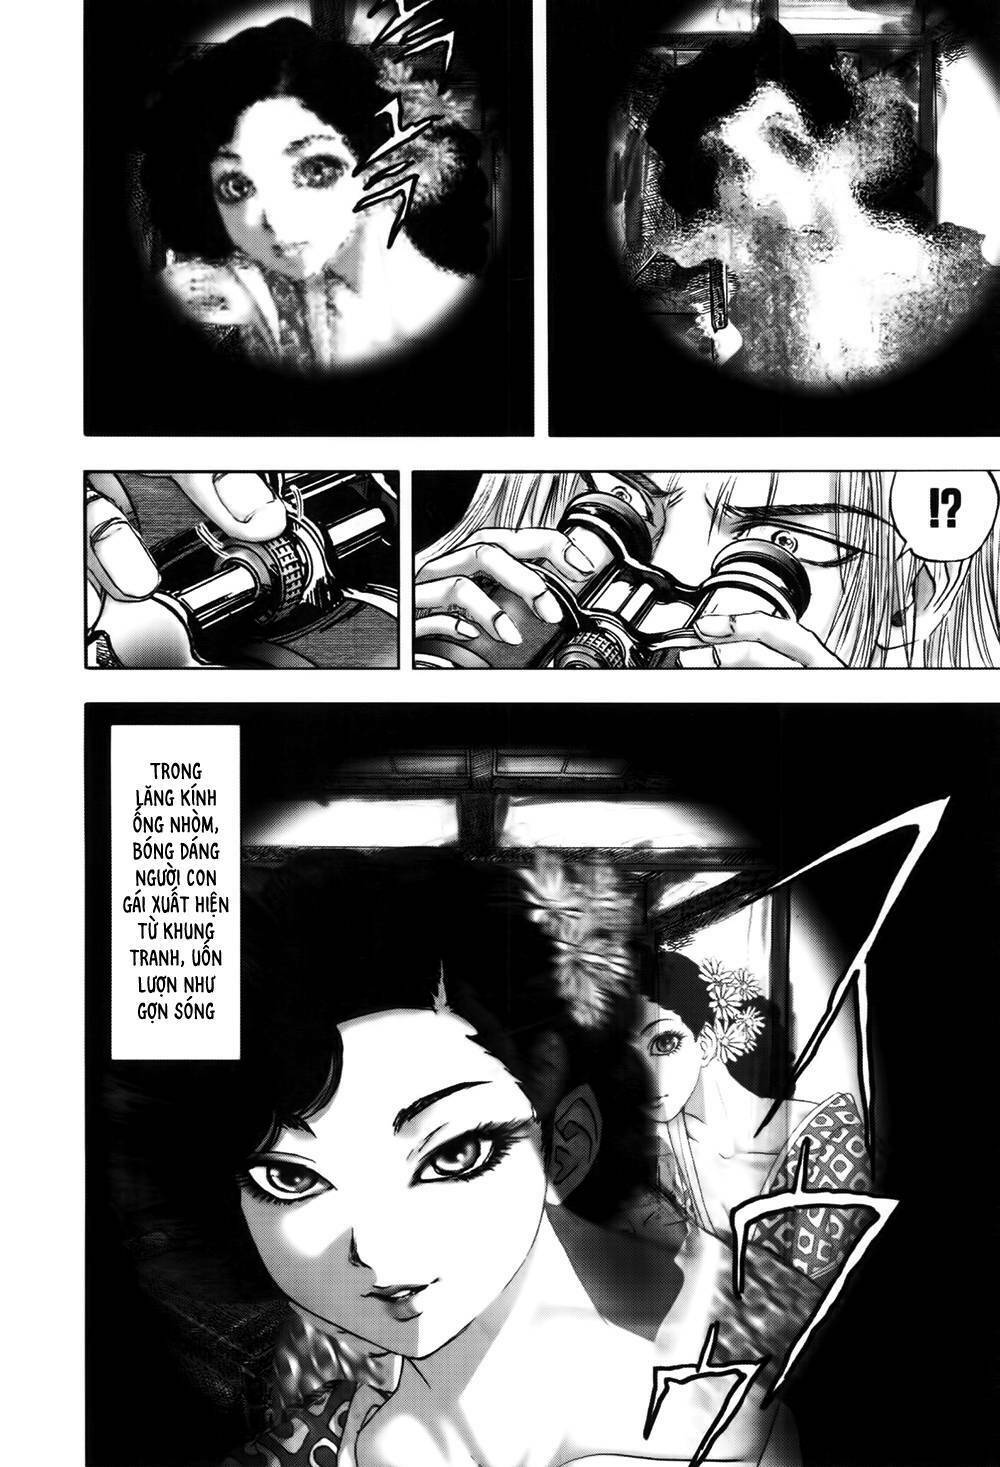 !?
TRONG
LĂNG KÍNH
ỐNG NHÒM,
BÓNG DÁNG
NGƯỜI CON
GÁI XUẤT HIỆN
TỪ KHUNG
TRANH, UỐN
LƯỢN NHƯ
GỢN SÓNG